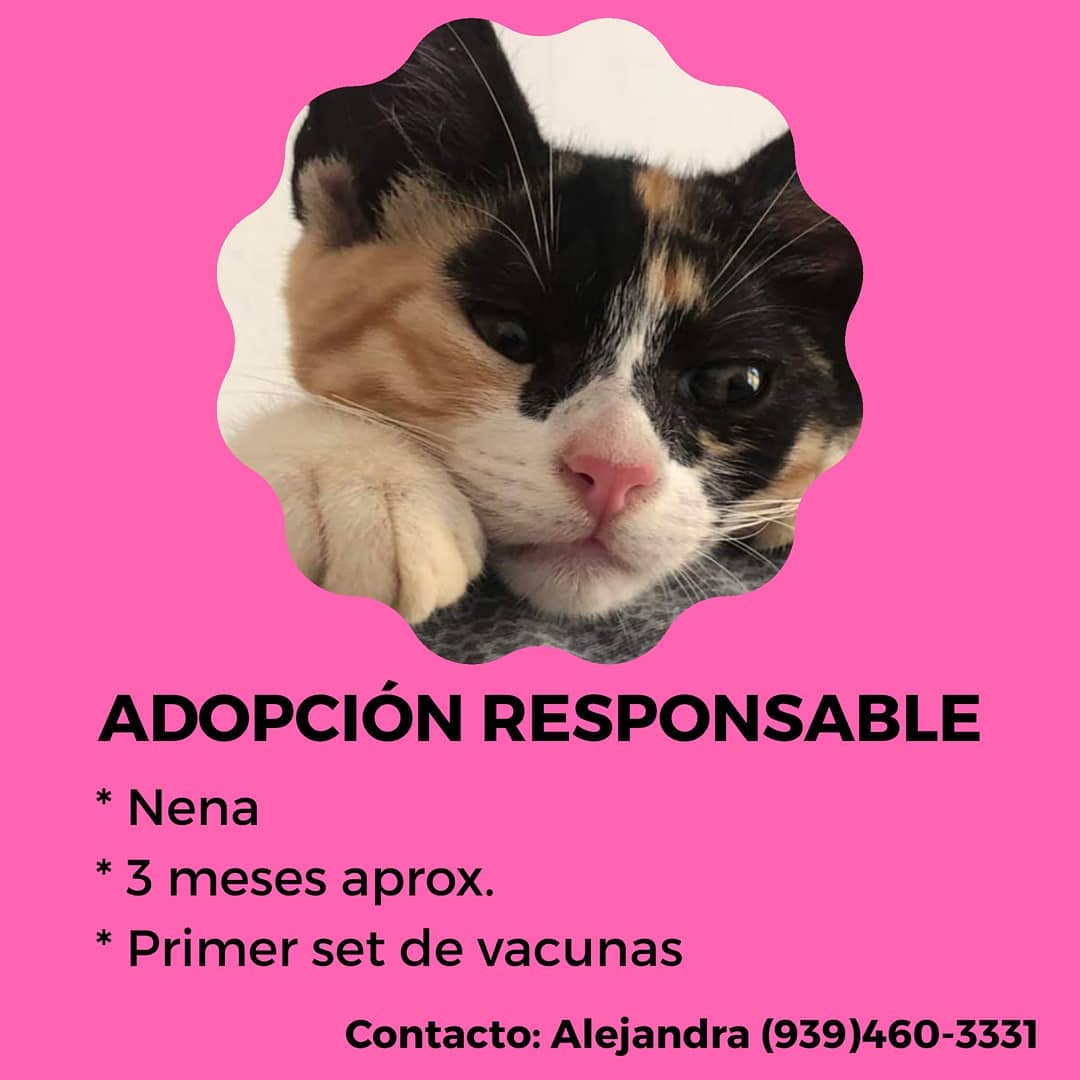 ADOPCIÓN RESPONSABLE
* Nena
* 3 meses aprox.
* Primer set de vacunas
Contacto: Alejandra (939)460-3331